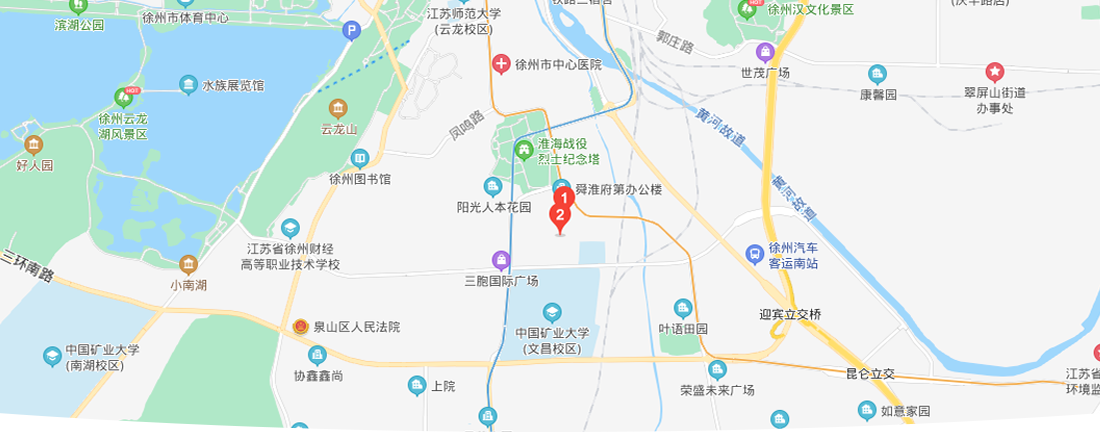 滨湖公园
徐州市体育中心
P
江苏师范大学
(云龙校区)
HOT
徐州汉文化景区
郭庄路
世茂广场
徐州市中心医院
水族展览馆
HOT
徐州云龙
湖风景区
云龙山
康馨园
翠屏山街道
办事处
凤鸣路
黄河故道
好人园
徐州图书馆
淮海战役
烈士纪念塔
阳光人本花园
舜淮府第办公楼
1
2
黄河故道
江苏省徐州财经
高等职业技术学校
三环南路
小南湖
三胞国际广场
徐州汽车
客运南站
泉山区人民法院
中国矿业大学
(文昌校区)
叶语田园
迎宾立交桥
中国矿业大学
(南湖校区)
协鑫鑫尚
上院
荣盛未来广场
昆仑立交
江苏省
环境监
如意家园